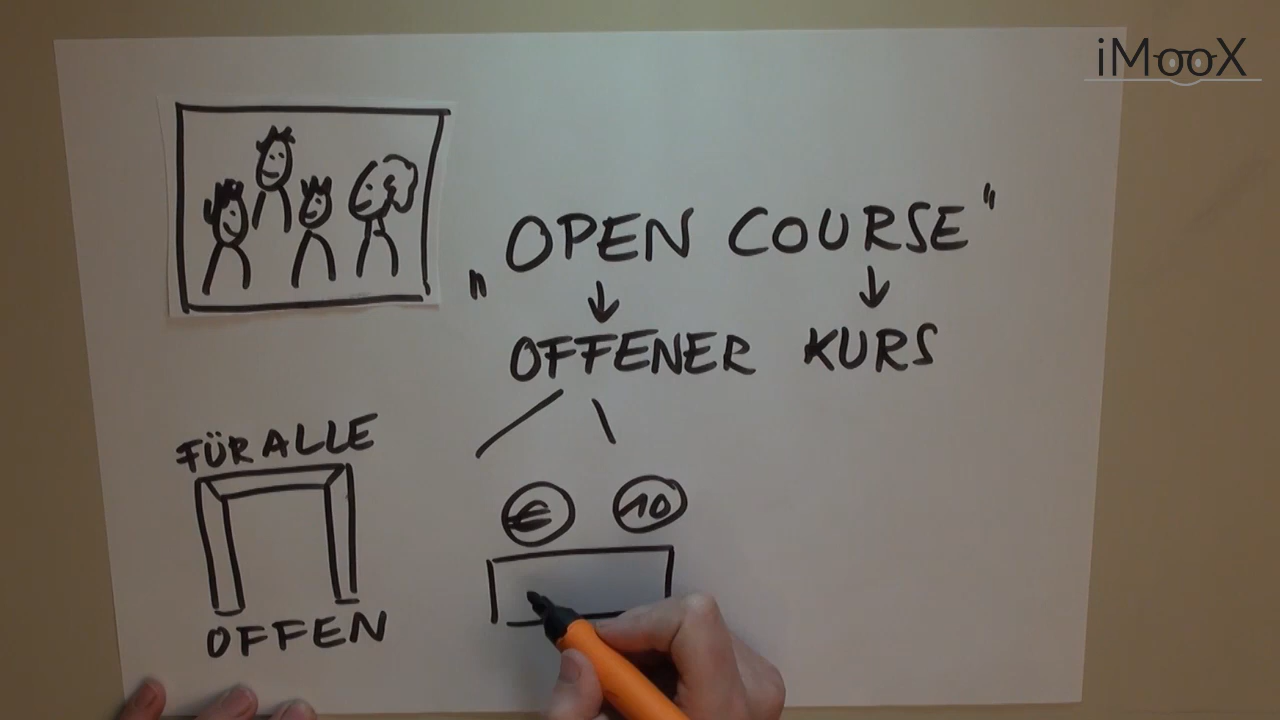 iMooX
„OPEN COURSE"
OFFENER KURS
FÜR ALLE
OFFEN
€ 10